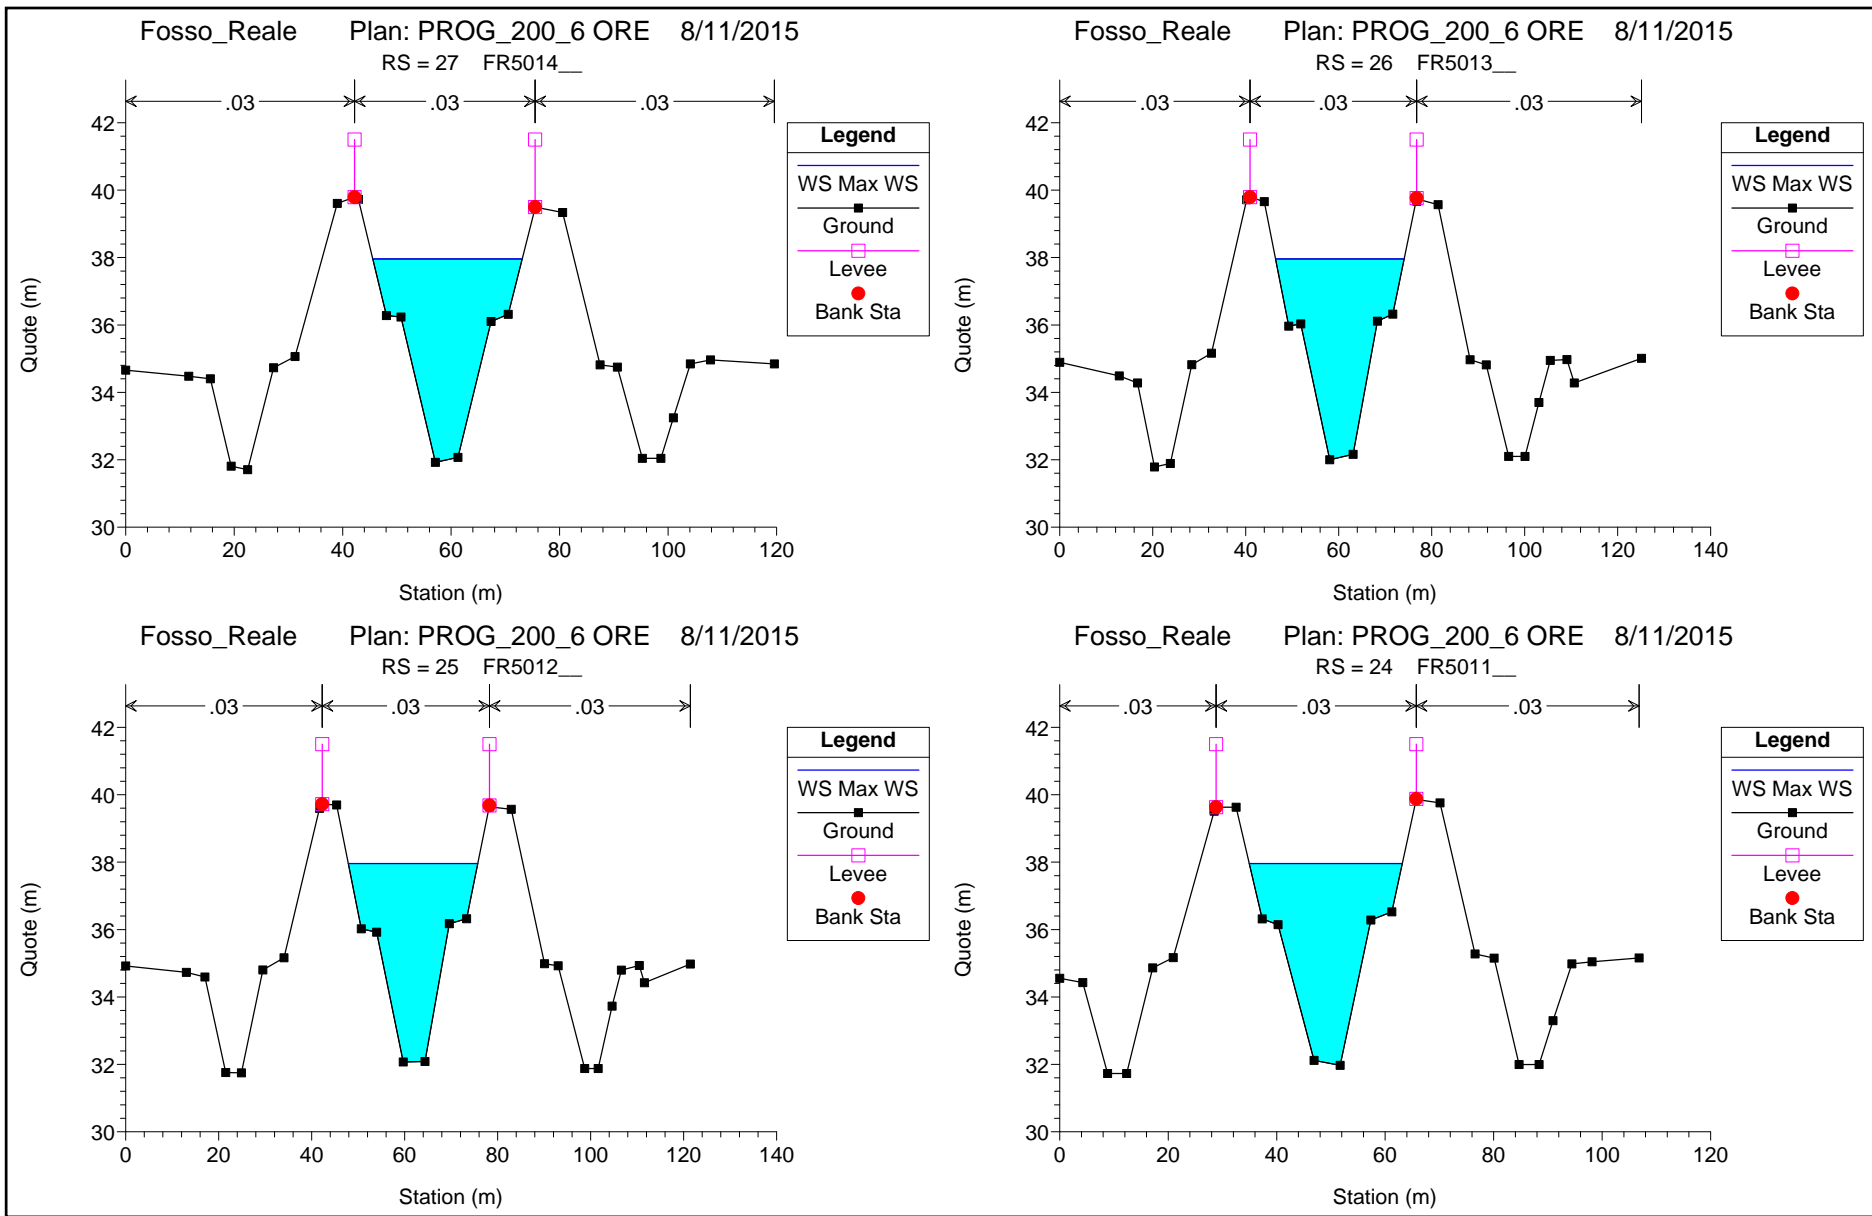 Fosso_Reale Plan: PROG_200_6 ORE 8/11/2015
RS = 27 FR5014__
.03 .03 .03
42
40
38
36
34
32
30
Quote (m)
0 20 40 60 80 100 120
Station (m)
Legend
WS Max WS
Ground
Levee
Bank Sta
Fosso_Reale Plan: PROG_200_6 ORE 8/11/2015
RS = 26 FR5013__
.03 .03 .03
42
40
38
36
34
32
30
Quote (m)
0 20 40 60 80 100 120 140
Station (m)
Legend
WS Max WS
Ground
Levee
Bank Sta
Fosso_Reale Plan: PROG_200_6 ORE 8/11/2015
RS = 25 FR5012__
.03 .03 .03
42
40
38
36
34
32
30
Quote (m)
0 20 40 60 80 100 120 140
Station (m)
Legend
WS Max WS
Ground
Levee
Bank Sta
Fosso_Reale Plan: PROG_200_6 ORE 8/11/2015
RS = 24 FR5011__
.03 .03 .03
42
40
38
36
34
32
30
Quote (m)
0 20 40 60 80 100 120
Station (m)
Legend
WS Max WS
Ground
Levee
Bank Sta